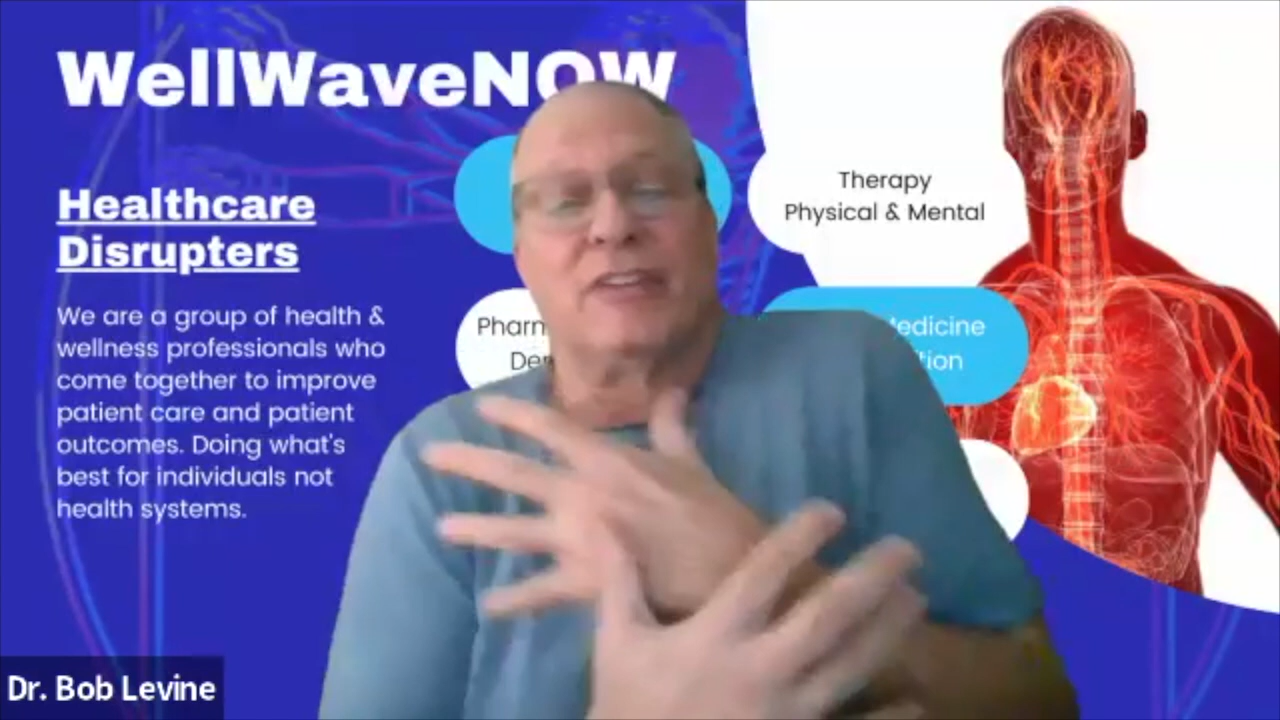 WellWaveNOW
Healthcare
Disrupters
We are a group of health &
wellness professionals who
come together to improve
patient care and patient
outcomes. Doing what's
best for individuals not
health systems.
Therapy
Physical & Mental
Dr. Bob Levine